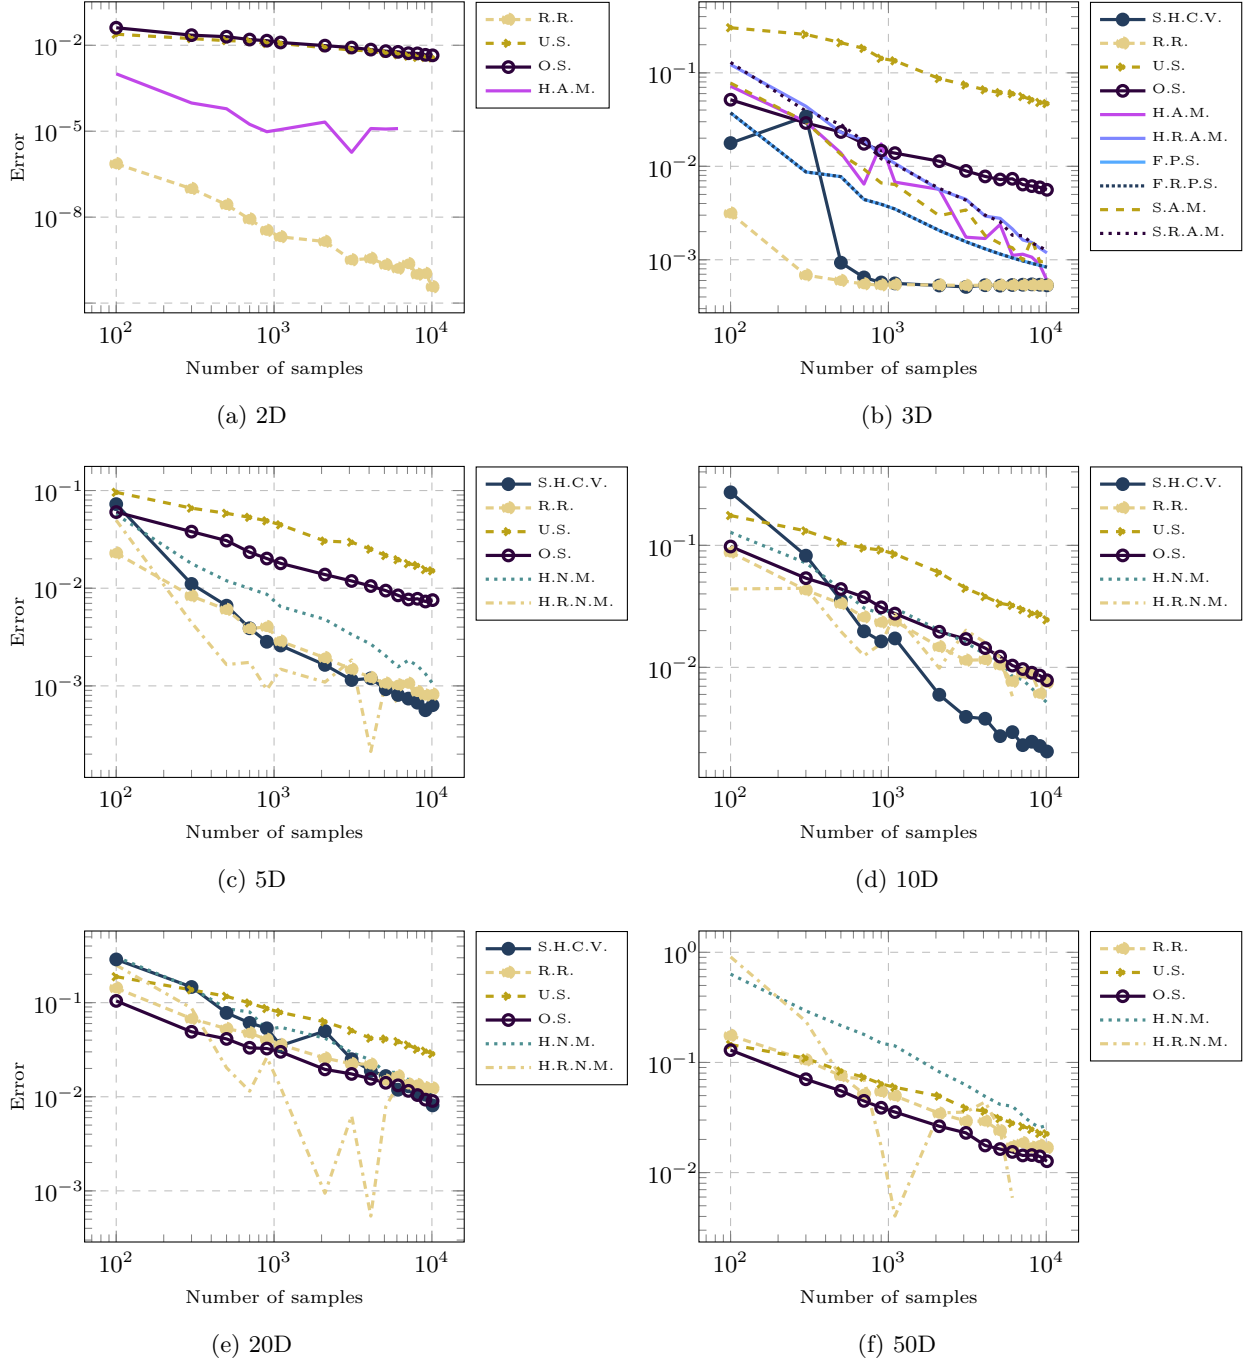 10^{-2}
10^{-5}
10^{-8}
Error
10^2
10^3
10^4
Number of samples
R.R.
U.S.
O.S.
H.A.M.
(a) 2D
10^{-1}
10^{-2}
10^{-3}
10^2
10^3
10^4
Number of samples
S.H.C.V.
R.R.
U.S.
O.S.
H.A.M.
H.R.A.M.
F.P.S.
F.R.P.S.
S.A.M.
S.R.A.M.
(b) 3D
10^{-1}
10^{-2}
10^{-3}
Error
10^2
10^3
10^4
Number of samples
S.H.C.V.
R.R.
U.S.
O.S.
H.N.M.
H.R.N.M.
(c) 5D
10^{-1}
10^{-2}
10^2
10^3
10^4
Number of samples
S.H.C.V.
R.R.
U.S.
O.S.
H.N.M.
H.R.N.M.
(d) 10D
10^{-1}
10^{-2}
10^{-3}
Error
10^2
10^3
10^4
Number of samples
S.H.C.V.
R.R.
U.S.
O.S.
H.N.M.
H.R.N.M.
(e) 20D
10^0
10^{-1}
10^{-2}
10^2
10^3
10^4
Number of samples
R.R.
U.S.
O.S.
H.N.M.
H.R.N.M.
(f) 50D